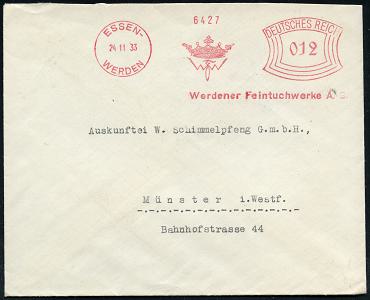 6427
ESSEN-
24.11.33
WERDEN
DEUTSCHES REICH
012
Werdener Feintuchwerke A.G.
Auskunftei W. Schimmelpfeng G.m.b.H.,
Münster i.Westf.
Bahnhofstrasse 44